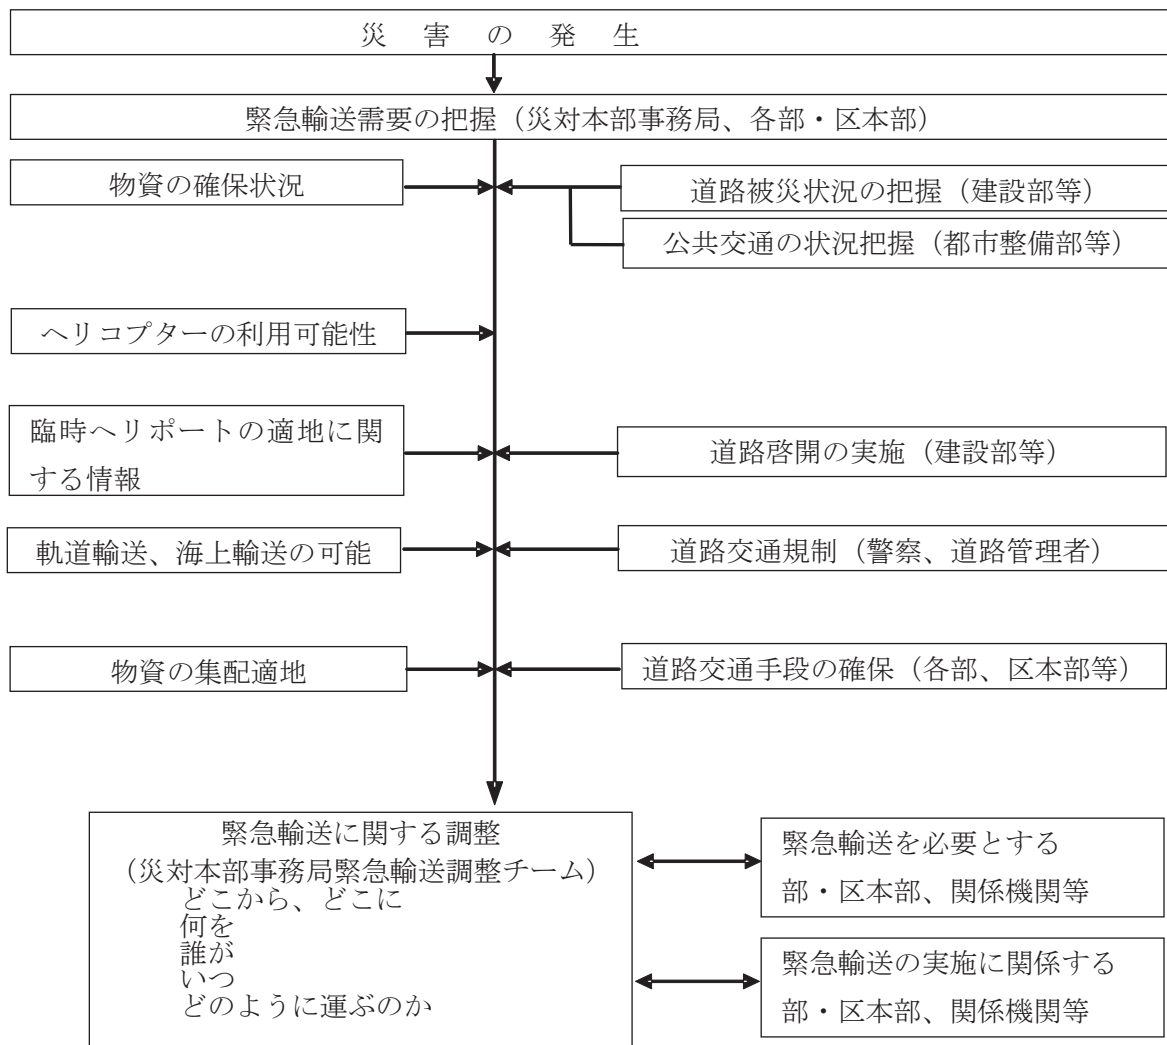 災 害 の 発 生
緊急輸送需要の把握（災対本部事務局、各部・区本部）
物資の確保状況
道路被災状況の把握（建設部等）
公共交通の状況把握（都市整備部等）
ヘリコプターの利用可能性
臨時ヘリポートの適地に関
する情報
道路啓開の実施（建設部等）
軌道輸送、海上輸送の可能
道路交通規制（警察、道路管理者）
物資の集配適地
道路交通手段の確保（各部、区本部等）
緊急輸送に関する調整
（災対本部事務局緊急輸送調整チーム）
どこから、どこに
何を
誰が
いつ
どのように運ぶのか
緊急輸送を必要とする
部・区本部、関係機関等
緊急輸送の実施に関係する
部・区本部、関係機関等